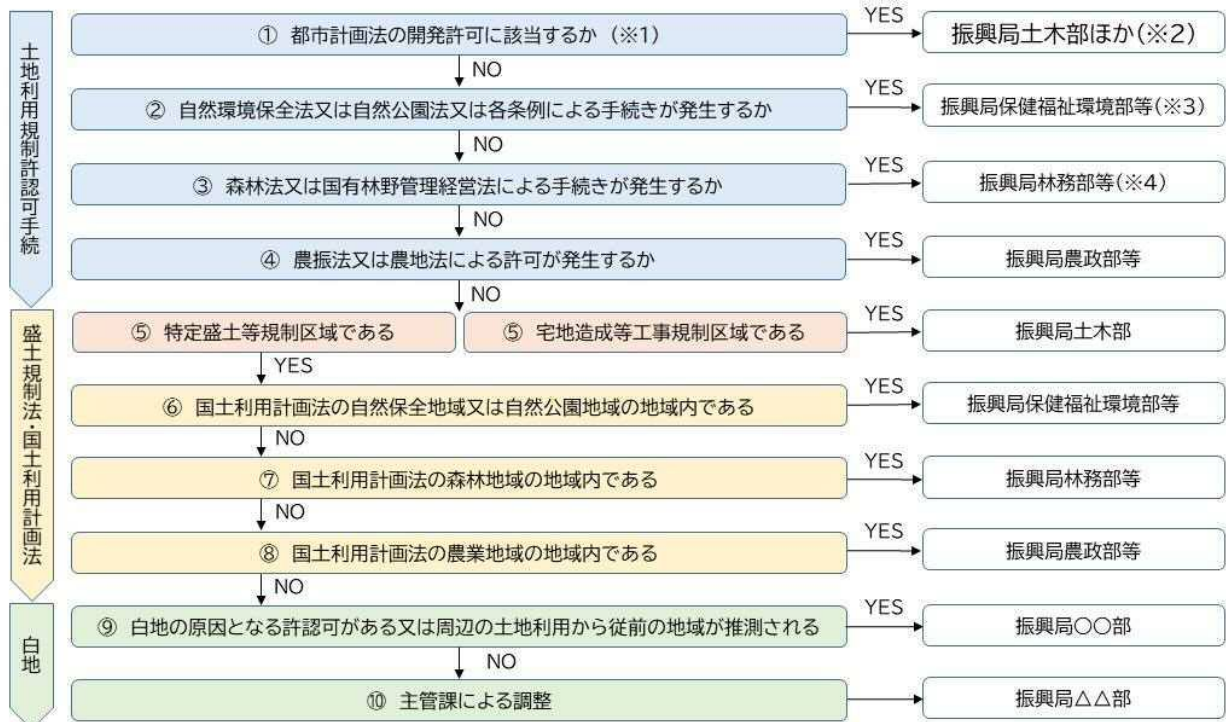 土地利用規制許認可手続
① 都市計画法の開発許可に該当するか（※1）
YES
振興局土木部ほか(※2)
NO
② 自然環境保全法又は自然公園法又は各条例による手続きが発生するか
YES
振興局保健福祉環境部等(※3)
NO
③ 森林法又は国有林野管理経営法による手続きが発生するか
YES
振興局林務部等(※4)
NO
④ 農振法又は農地法による許可が発生するか
YES
振興局農政部等
NO
盛土規制法・国土利用計画法
⑤ 特定盛土等規制区域である
⑤ 宅地造成等工事規制区域である
YES
振興局土木部
YES
⑥ 国土利用計画法の自然保全地域又は自然公園地域の地域内である
YES
振興局保健福祉環境部等
NO
⑦ 国土利用計画法の森林地域の地域内である
YES
振興局林務部等
NO
⑧ 国土利用計画法の農業地域の地域内である
YES
振興局農政部等
NO
白地
⑨ 白地の原因となる許認可がある又は周辺の土地利用から従前の地域が推測される
YES
振興局〇〇部
NO
⑩ 主管課による調整
振興局△△部